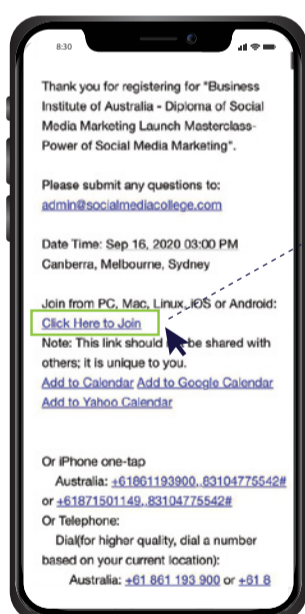 8:30
Thank you for registering for "Business
Institute of Australia - Diploma of Social
Media Marketing Launch Masterclass-
Power of Social Media Marketing".
Please submit any questions to:
admin@socialmediacollege.com
Date Time: Sep 16, 2020 03:00 PM
Canberra, Melbourne, Sydney
Join from PC, Mac, Linux, iOS or Android:
Click Here to Join
Note: This link should be shared with
others; it is unique to you.
Add to Calendar Add to Google Calendar
Add to Yahoo Calendar
Or iPhone one-tap
Australia: +61861193900,,83104775542#
or +61871501149,,83104775542#
Or Telephone:
Dial(for higher quality, dial a number
based on your current location):
Australia: +61 861 193 900 or +61 8